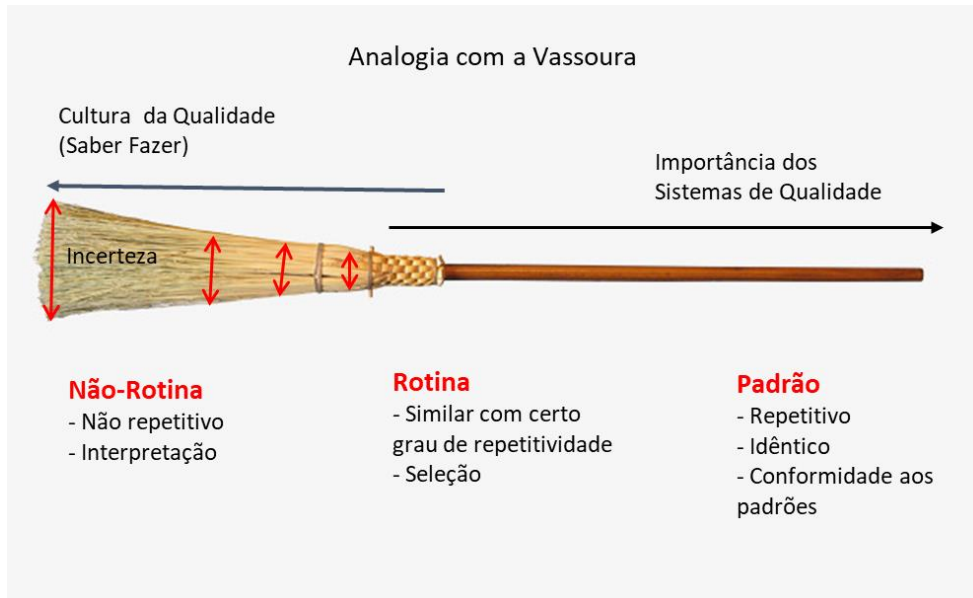 Analogia com a Vassoura
Cultura da Qualidade
(Saber Fazer)
Importância dos
Sistemas de Qualidade
Incerteza
Não-Rotina
- Não repetitivo
- Interpretação
Rotina
- Similar com certo
grau de repetitividade
- Seleção
Padrão
- Repetitivo
- Idêntico
- Conformidade aos
padrões